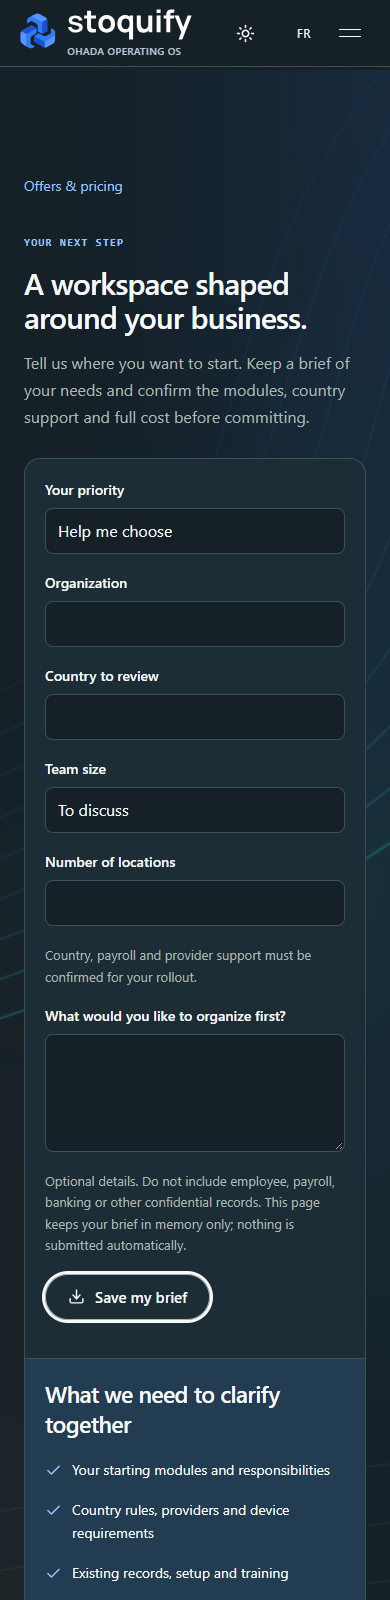 stoquify
OHADA OPERATING OS
FR
Offers & pricing
YOUR NEXT STEP
A workspace shaped
around your business.
Tell us where you want to start. Keep a brief of
your needs and confirm the modules, country
support and full cost before committing.
Your priority
Help me choose
Organization
Country to review
Team size
To discuss
Number of locations
Country, payroll and provider support must be
confirmed for your rollout.
What would you like to organize first?
Optional details. Do not include employee, payroll,
banking or other confidential records. This page
keeps your brief in memory only; nothing is
submitted automatically.
Save my brief
What we need to clarify
together
Your starting modules and responsibilities
Country rules, providers and device
requirements
Existing records, setup and training